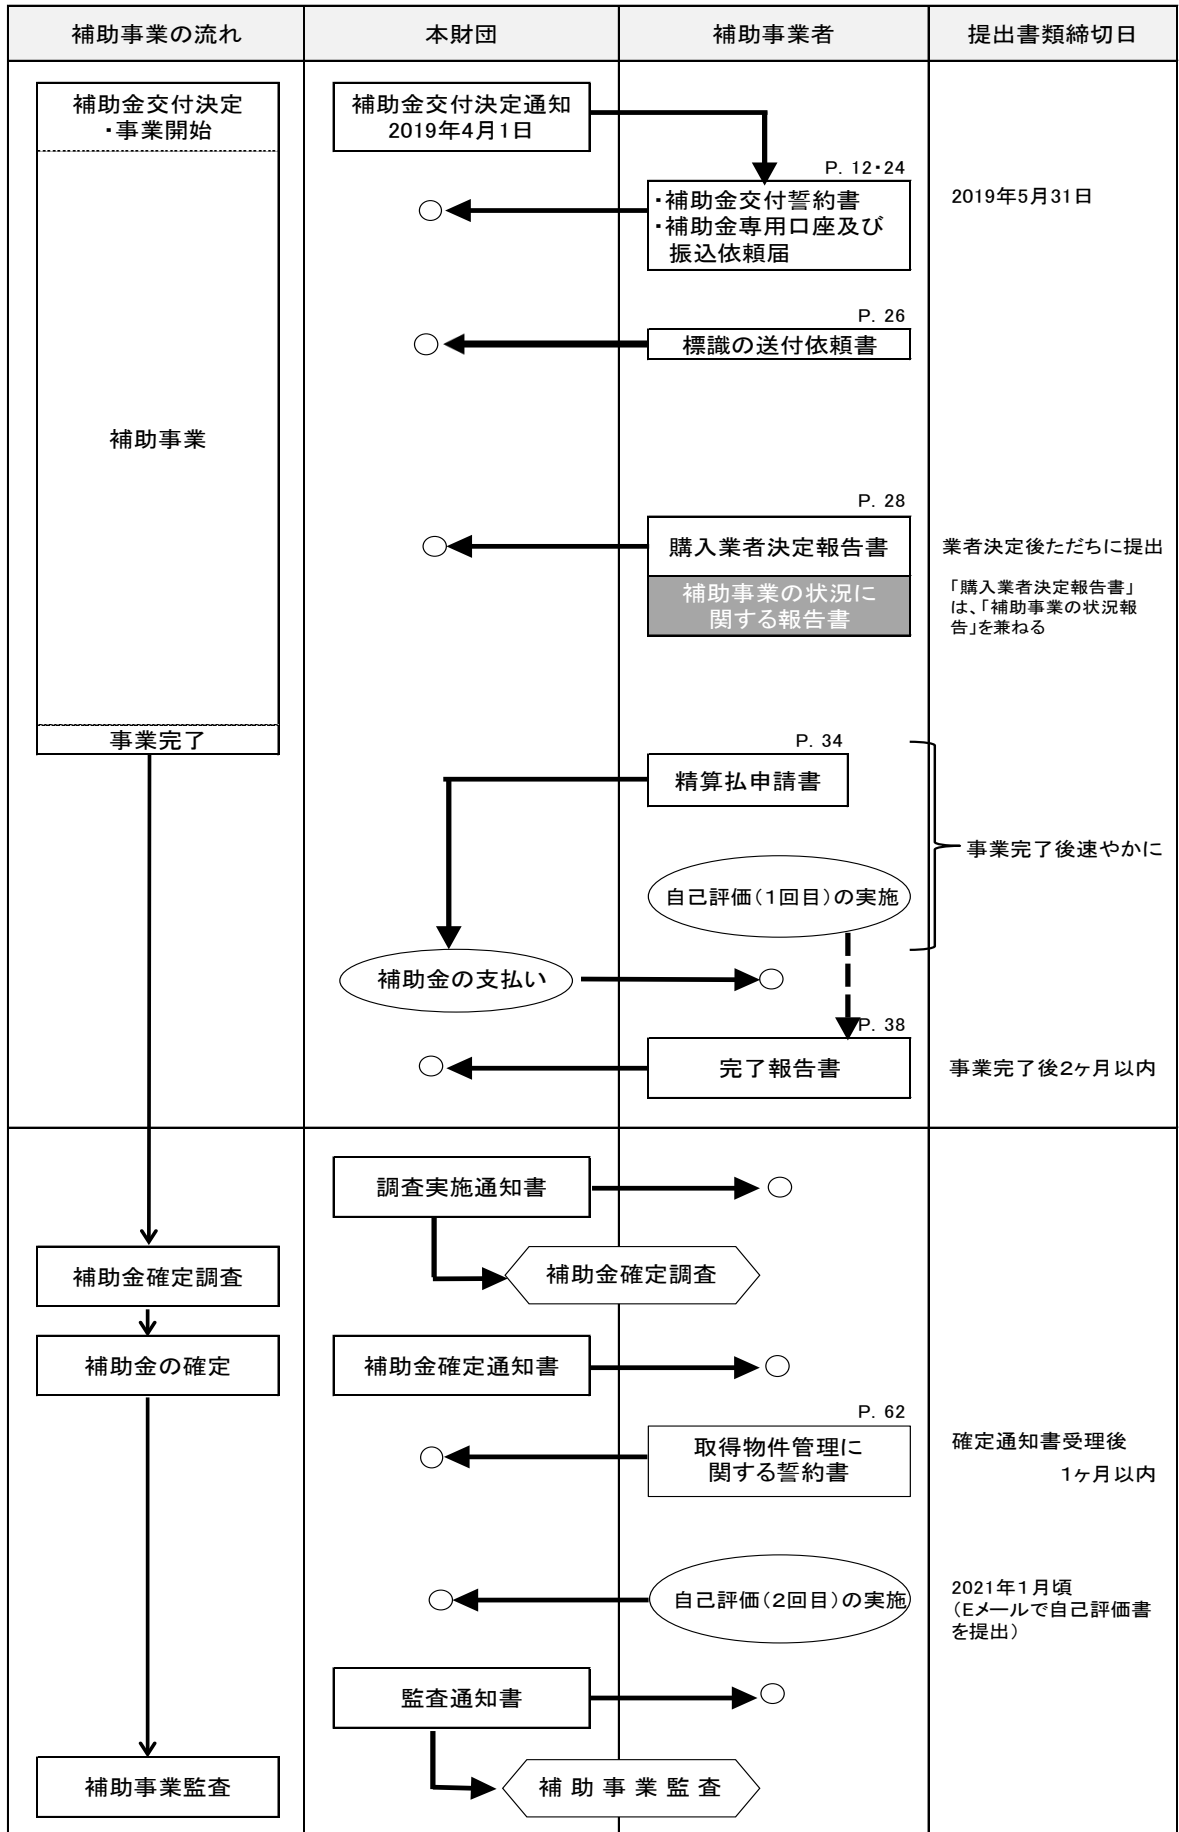 補助事業の流れ
本財団
補助事業者
提出書類締切日
補助金交付決定
・事業開始
補助金交付決定通知
2019年4月1日
P. 12・24
・補助金交付誓約書
・補助金専用口座及び
振込依頼届
2019年5月31日
P. 26
標識の送付依頼書
補助事業
P. 28
購入業者決定報告書
業者決定後ただちに提出
補助事業の状況に
関する報告書
「購入業者決定報告書」
は、「補助事業の状況報
告」を兼ねる
事業完了
P. 34
精算払申請書
事業完了後速やかに
自己評価(1回目)の実施
補助金の支払い
P. 38
完了報告書
事業完了後2ヶ月以内
調査実施通知書
補助金確定調査
補助金確定調査
補助金の確定
補助金確定通知書
P. 62
取得物件管理に
関する誓約書
確定通知書受理後
1ヶ月以内
自己評価(2回目)の実施
2021年1月頃
(Eメールで自己評価書
を提出)
監査通知書
補助事業監査
補 助 事 業 監 査